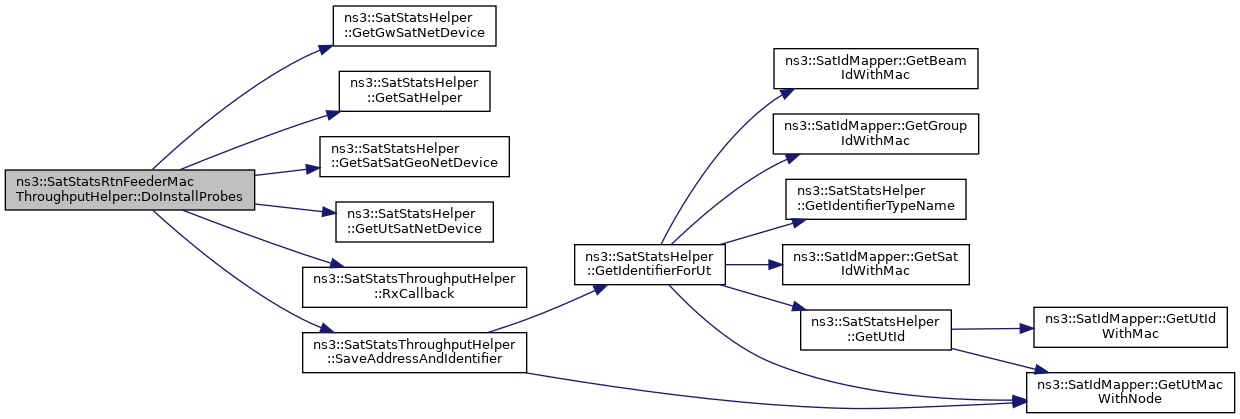 ns3::SatStatsRtnFeederMac
ThroughputHelper::DoInstallProbes
ns3::SatStatsHelper
::GetGwSatNetDevice
ns3::SatStatsHelper
::GetSatHelper
ns3::SatStatsHelper
::GetSatSatGeoNetDevice
ns3::SatStatsHelper
::GetUtSatNetDevice
ns3::SatStatsThroughputHelper
::RxCallback
ns3::SatStatsThroughputHelper
::SaveAddressAndIdentifier
ns3::SatStatsHelper
::GetIdentifierForUt
ns3::SatIdMapper::GetBeam
IdWithMac
ns3::SatIdMapper::GetGroup
IdWithMac
ns3::SatStatsHelper
::GetIdentifierTypeName
ns3::SatIdMapper::GetSat
IdWithMac
ns3::SatStatsHelper
::GetUtId
ns3::SatIdMapper::GetUtId
WithMac
ns3::SatIdMapper::GetUtMac
WithNode